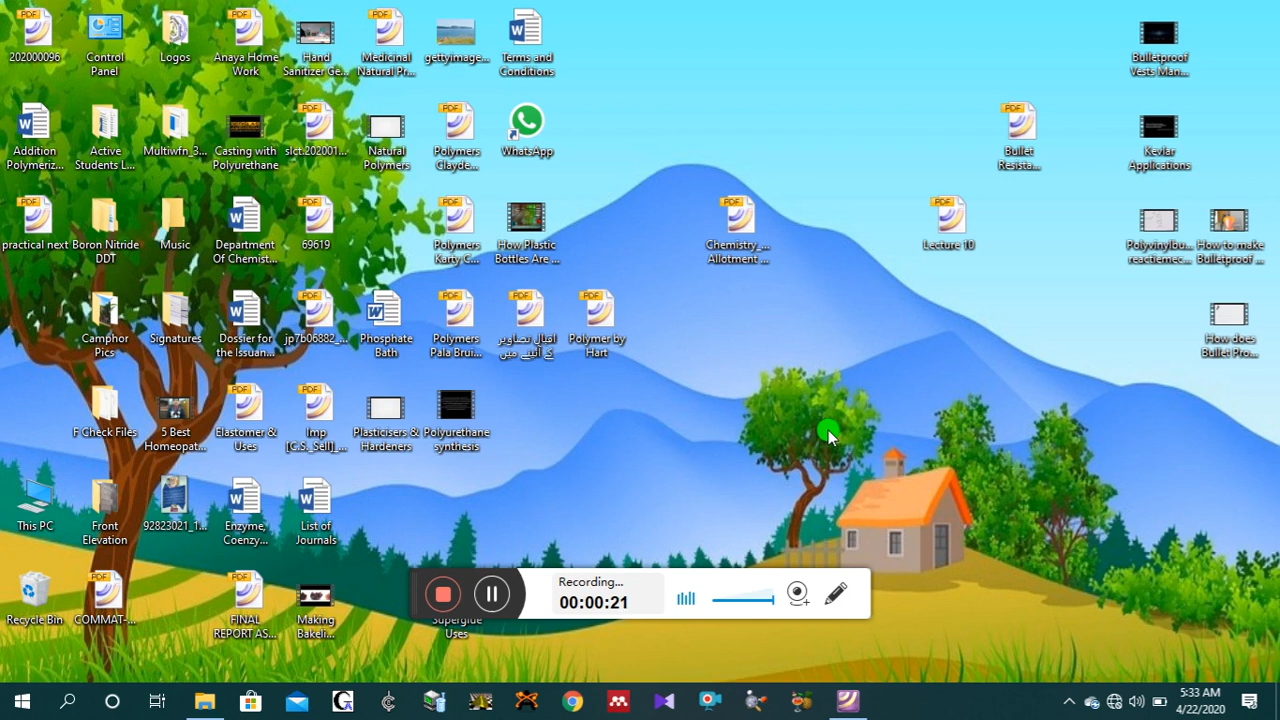 202000096
Control
Panel
Logos
Anaya Home
Work
Hand
Sanitizer Ge...
Medicinal
Natural Pr...
gettyimage...
Terms and
Conditions
Bulletproof
Vests Man...
Addition
Polymeriz...
Active
Students L...
Multiwfn_3...
Casting with
Polyurethane
slct.202001...
Natural
Polymers
Polymers
Clayde...
WhatsApp
Bullet
Resista...
Kevlar
Applications
practical next
Boron Nitride
DDT
Music
Department
Of Chemist...
69619
Polymers
Karty C...
How Plastic
Bottles Are ...
Chemistry_...
Allotment ...
Lecture 10
Polyvinylbu...
reactiemec...
How to make
Bulletproof ...
Camphor
Pics
Signatures
Dossier for
the Issuan...
jp7b06882_...
Phosphate
Bath
Polymers
Pala Brui...
اقبال تصاویر
کے آئینے میں
Polymer by
Hart
How does
Bullet Pro...
F Check Files
5 Best
Homeopat...
Elastomer &
Uses
Imp
[C.S._Sell]_...
Plasticisers &
Hardeners
Polyurethane
synthesis
This PC
Front
Elevation
92823021_1...
Enzyme,
Coenzy...
List of
Journals
Recycle Bin
COMMAT-...
FINAL
REPORT AS...
Making
Bakeli...
Superglue
Uses
Recording...
00:00:21
5:33 AM
4/22/2020